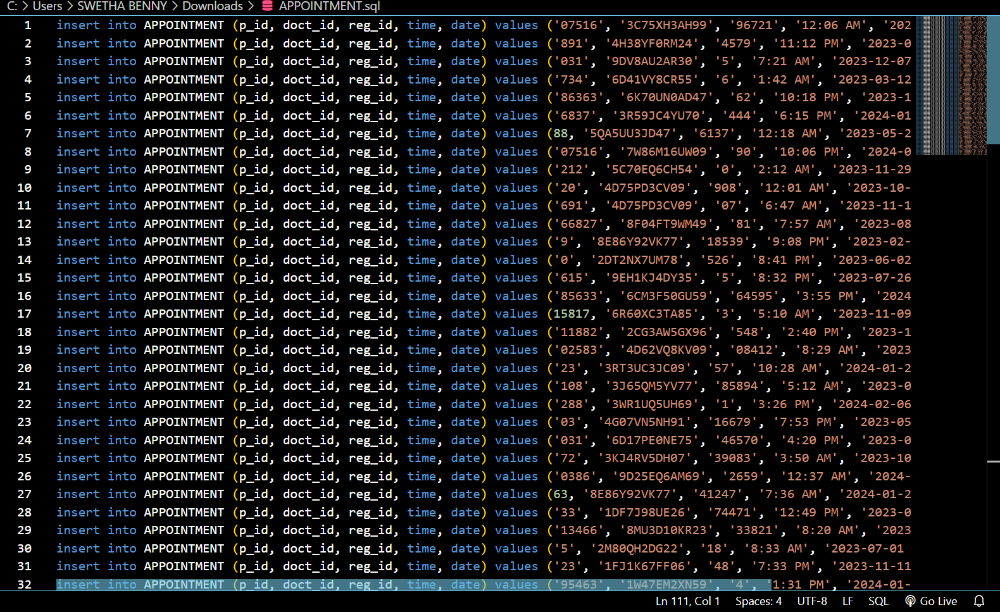 C: > Users > SWETHA BENNY > Downloads > APPOINTMENT.sql
1 insert into APPOINTMENT (p_id, doct_id, reg_id, time, date) values ('07516', '3C75XH3AH99', '96721', '12:06 AM', '202
2 insert into APPOINTMENT (p_id, doct_id, reg_id, time, date) values ('891', '4H38YF0RM24', '4579', '11:12 PM', '2023-0
3 insert into APPOINTMENT (p_id, doct_id, reg_id, time, date) values ('031', '9DV8AU2AR30', '5', '7:21 AM', '2023-12-07
4 insert into APPOINTMENT (p_id, doct_id, reg_id, time, date) values ('734', '6D41VY8CR55', '6', '1:42 AM', '2023-03-12
5 insert into APPOINTMENT (p_id, doct_id, reg_id, time, date) values ('86363', '6K70UN0AD47', '62', '10:18 PM', '2023-1
6 insert into APPOINTMENT (p_id, doct_id, reg_id, time, date) values ('6837', '3R59JC4YU70', '444', '6:15 PM', '2024-01
7 insert into APPOINTMENT (p_id, doct_id, reg_id, time, date) values (88, '5QA5UU3JD47', '6137', '12:18 AM', '2023-05-2
8 insert into APPOINTMENT (p_id, doct_id, reg_id, time, date) values ('07516', '7W86M16UW09', '90', '10:06 PM', '2024-0
9 insert into APPOINTMENT (p_id, doct_id, reg_id, time, date) values ('212', '5C70EQ6CH54', '0', '2:12 AM', '2023-11-29
10 insert into APPOINTMENT (p_id, doct_id, reg_id, time, date) values ('20', '4D75PD3CV09', '908', '12:01 AM', '2023-10-
11 insert into APPOINTMENT (p_id, doct_id, reg_id, time, date) values ('691', '4D75PD3CV09', '07', '6:47 AM', '2023-11-1
12 insert into APPOINTMENT (p_id, doct_id, reg_id, time, date) values ('66827', '8F04FT9WM49', '81', '7:57 AM', '2023-08
13 insert into APPOINTMENT (p_id, doct_id, reg_id, time, date) values ('9', '8E86Y92VK77', '18539', '9:08 PM', '2023-02-
14 insert into APPOINTMENT (p_id, doct_id, reg_id, time, date) values ('0', '2DT2NX7UM78', '526', '8:41 PM', '2023-06-02
15 insert into APPOINTMENT (p_id, doct_id, reg_id, time, date) values ('615', '9EH1KJ4DY35', '5', '8:32 PM', '2023-07-26
16 insert into APPOINTMENT (p_id, doct_id, reg_id, time, date) values ('85633', '6CM3F50GU59', '64595', '3:55 PM', '2024
17 insert into APPOINTMENT (p_id, doct_id, reg_id, time, date) values (15817, '6R60XC3TA85', '3', '5:10 AM', '2023-11-09
18 insert into APPOINTMENT (p_id, doct_id, reg_id, time, date) values ('11882', '2CG3AW5GX96', '548', '2:40 PM', '2023-1
19 insert into APPOINTMENT (p_id, doct_id, reg_id, time, date) values ('02583', '4D62VQ8KV09', '08412', '8:29 AM', '2023
20 insert into APPOINTMENT (p_id, doct_id, reg_id, time, date) values ('23', '3RT3UC3JC09', '57', '10:28 AM', '2024-01-2
21 insert into APPOINTMENT (p_id, doct_id, reg_id, time, date) values ('108', '3J65QM5YV77', '85894', '5:12 AM', '2023-0
22 insert into APPOINTMENT (p_id, doct_id, reg_id, time, date) values ('288', '3WR1UQ5UH69', '1', '3:26 PM', '2024-02-06
23 insert into APPOINTMENT (p_id, doct_id, reg_id, time, date) values ('03', '4G07VN5NH91', '16679', '7:53 PM', '2023-05
24 insert into APPOINTMENT (p_id, doct_id, reg_id, time, date) values ('031', '6D17PE0NE75', '46570', '4:20 PM', '2023-0
25 insert into APPOINTMENT (p_id, doct_id, reg_id, time, date) values ('72', '3KJ4RV5DH07', '39083', '3:50 AM', '2023-10
26 insert into APPOINTMENT (p_id, doct_id, reg_id, time, date) values ('0386', '9D25EQ6AM69', '2659', '12:37 AM', '2024-
27 insert into APPOINTMENT (p_id, doct_id, reg_id, time, date) values (63, '8E86Y92VK77', '41247', '7:36 AM', '2024-01-2
28 insert into APPOINTMENT (p_id, doct_id, reg_id, time, date) values ('33', '1DF7J98UE26', '74471', '12:49 PM', '2023-0
29 insert into APPOINTMENT (p_id, doct_id, reg_id, time, date) values ('13466', '8MU3D10KR23', '33821', '8:20 AM', '2023
30 insert into APPOINTMENT (p_id, doct_id, reg_id, time, date) values ('5', '2M80QH2DG22', '18', '8:33 AM', '2023-07-01
31 insert into APPOINTMENT (p_id, doct_id, reg_id, time, date) values ('23', '1FJ1K67FF06', '48', '7:33 PM', '2023-11-11
32 insert into APPOINTMENT (p_id, doct_id, reg_id, time, date) values ('95463', '1W47EM2XN59', '4', '1:31 PM', '2024-01-
Ln 111, Col 1 Spaces: 4 UTF-8 LF SQL Go Live